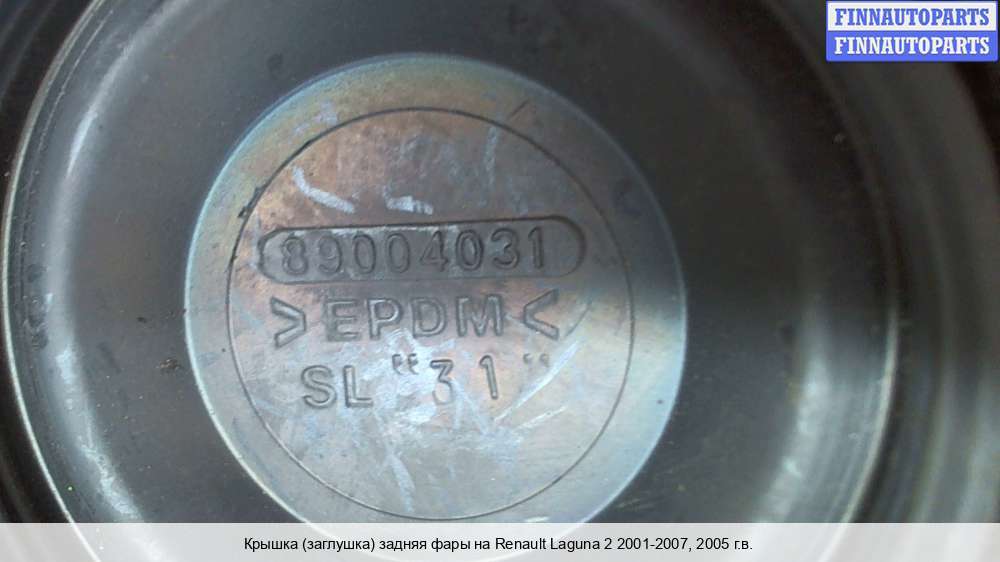 FINNAUTOPARTS
FINNAUTOPARTS
89004031
>EPDM<
SL "31"
Крышка (заглушка) задняя фары на Renault Laguna 2 2001-2007, 2005 г.в.